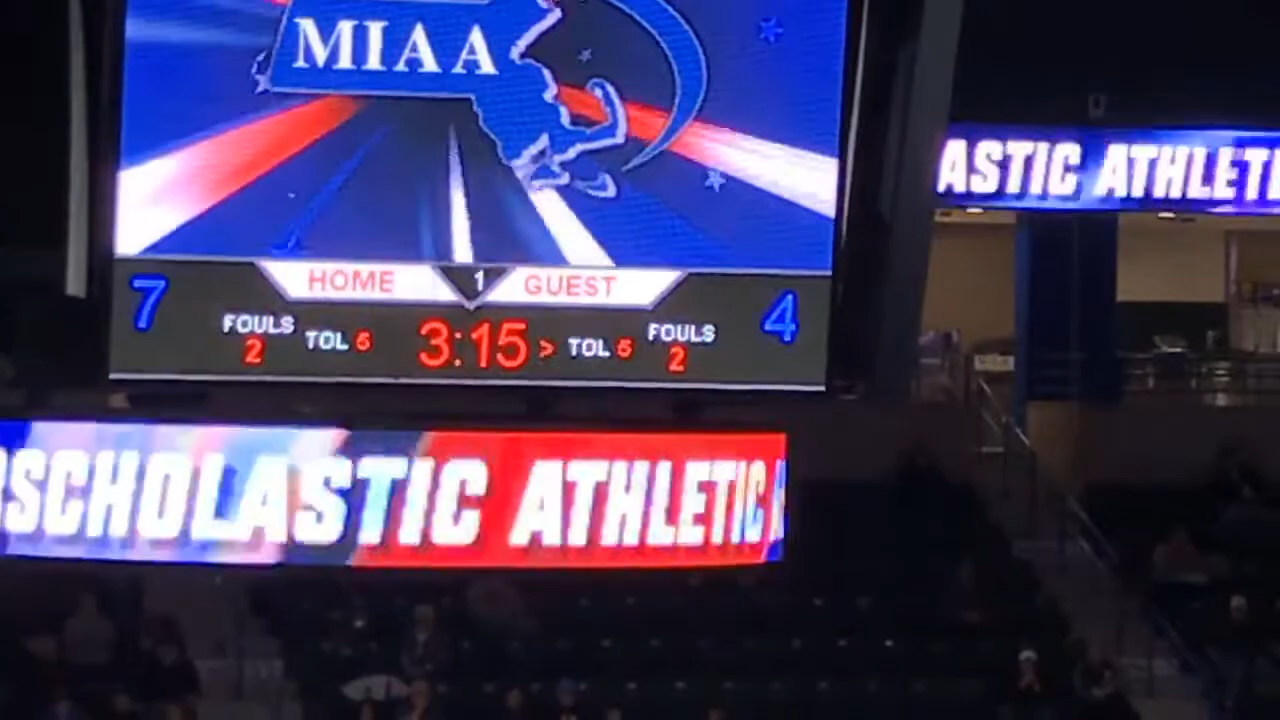 MIAA
ASTIC ATHLETI
HOME 1 GUEST
7 FOULS 2 TOL 5 3:15 > TOL 5 FOULS 2 4
SCHOLASTIC ATHLETIC